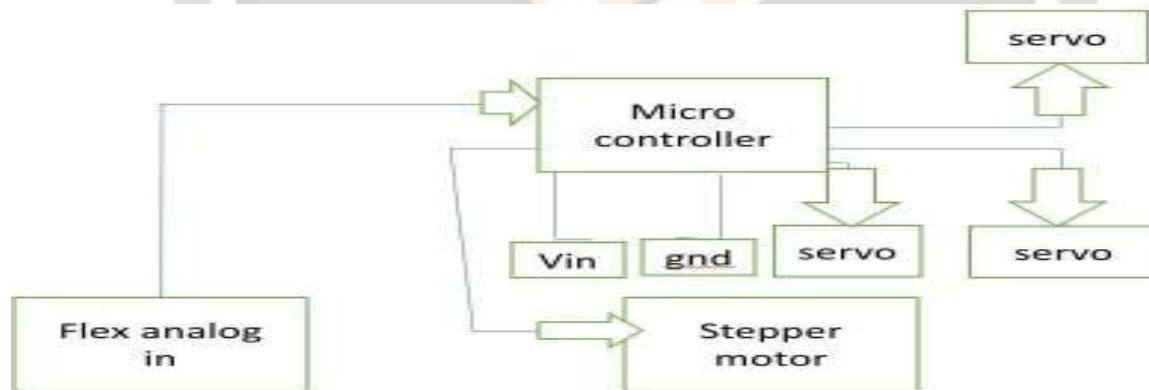 servo
Micro
controller
Vin
gnd
servo
servo
Flex analog
in
Stepper
motor